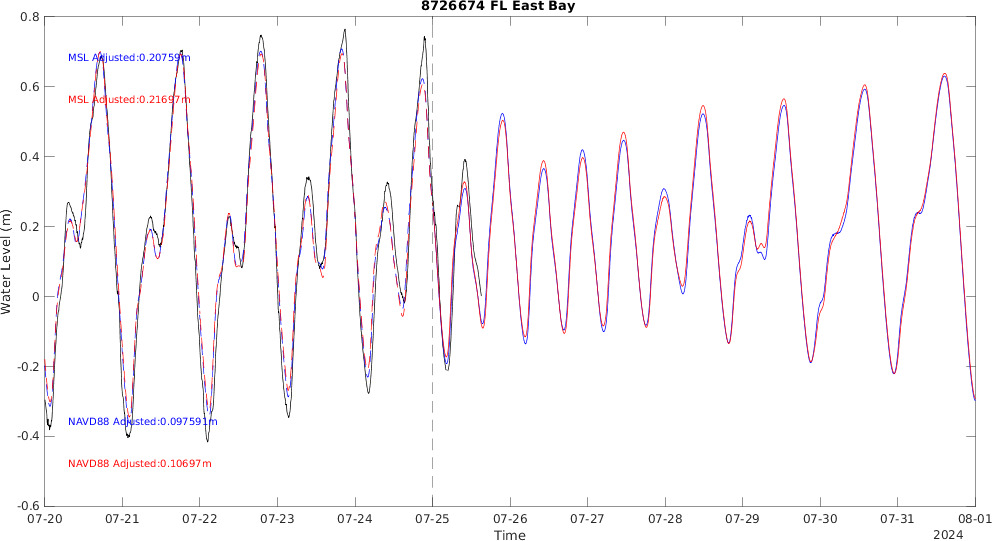 8726674 FL East Bay
0.8
MSL Adjusted:0.20759m
0.6
MSL Adjusted:0.21697m
0.4
0.2
Water Level (m)
0
-0.2
NAVD88 Adjusted:0.097591m
-0.4
NAVD88 Adjusted:0.10697m
-0.6
07-20 07-21 07-22 07-23 07-24 07-25 07-26 07-27 07-28 07-29 07-30 07-31 08-01
Time
2024